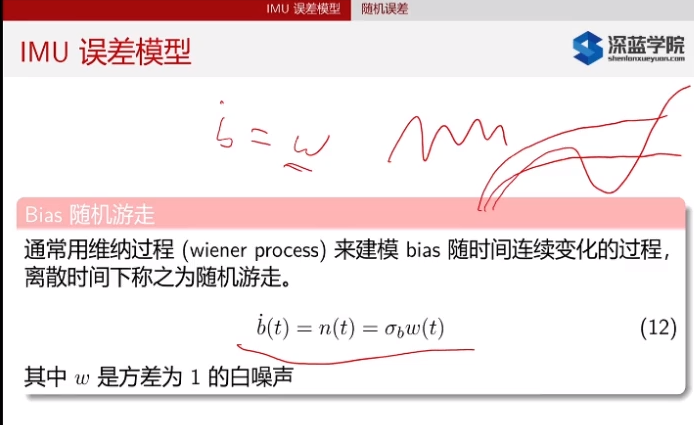 IMU 误差模型 随机误差
IMU 误差模型
深蓝学院
shenlanxueyuan.com
ḃ = w
Bias 随机游走
通常用维纳过程 (wiener process) 来建模 bias 随时间连续变化的过程,
离散时间下称之为随机游走。
ḃ(t) = n(t) = σ_b w(t) (12)
其中 w 是方差为 1 的白噪声